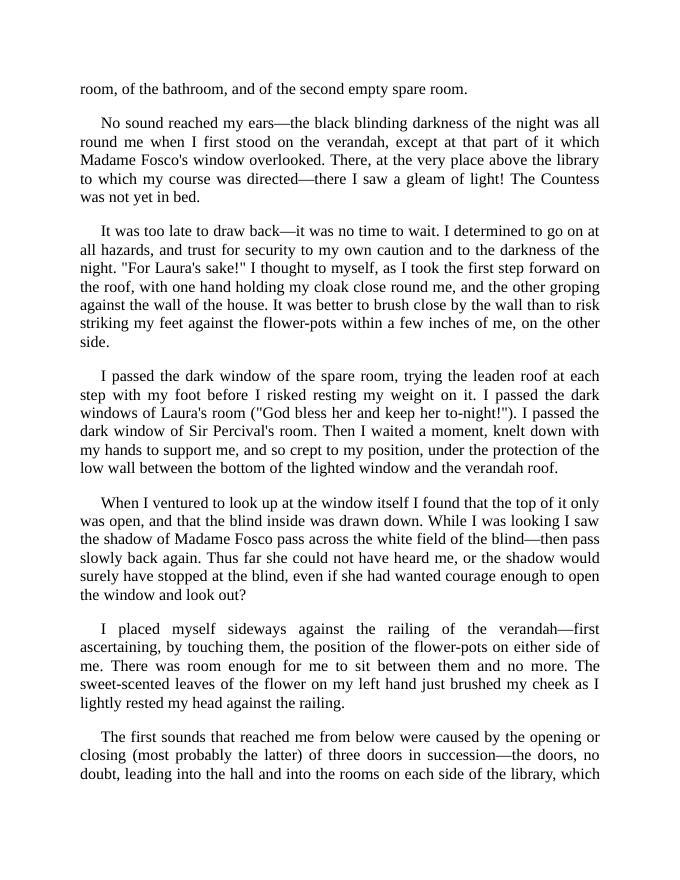 room, of the bathroom, and of the second empty spare room.
No sound reached my ears—the black blinding darkness of the night was all
round me when I first stood on the verandah, except at that part of it which
Madame Fosco's window overlooked. There, at the very place above the library
to which my course was directed—there I saw a gleam of light! The Countess
was not yet in bed.
It was too late to draw back—it was no time to wait. I determined to go on at
all hazards, and trust for security to my own caution and to the darkness of the
night. "For Laura's sake!" I thought to myself, as I took the first step forward on
the roof, with one hand holding my cloak close round me, and the other groping
against the wall of the house. It was better to brush close by the wall than to risk
striking my feet against the flower-pots within a few inches of me, on the other
side.
I passed the dark window of the spare room, trying the leaden roof at each
step with my foot before I risked resting my weight on it. I passed the dark
windows of Laura's room ("God bless her and keep her to-night!"). I passed the
dark window of Sir Percival's room. Then I waited a moment, knelt down with
my hands to support me, and so crept to my position, under the protection of the
low wall between the bottom of the lighted window and the verandah roof.
When I ventured to look up at the window itself I found that the top of it only
was open, and that the blind inside was drawn down. While I was looking I saw
the shadow of Madame Fosco pass across the white field of the blind—then pass
slowly back again. Thus far she could not have heard me, or the shadow would
surely have stopped at the blind, even if she had wanted courage enough to open
the window and look out?
I placed myself sideways against the railing of the verandah—first
ascertaining, by touching them, the position of the flower-pots on either side of
me. There was room enough for me to sit between them and no more. The
sweet-scented leaves of the flower on my left hand just brushed my cheek as I
lightly rested my head against the railing.
The first sounds that reached me from below were caused by the opening or
closing (most probably the latter) of three doors in succession—the doors, no
doubt, leading into the hall and into the rooms on each side of the library, which